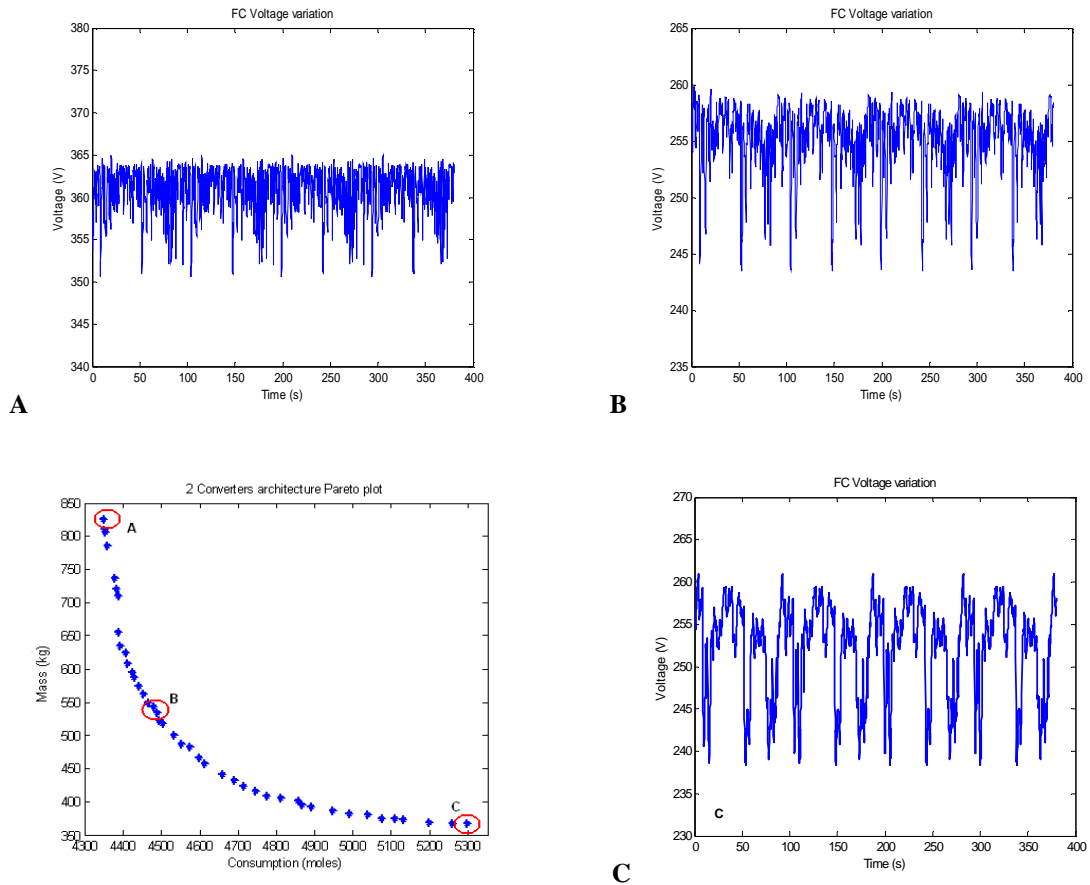 FC Voltage variation
380
375
370
365
360
355
350
345
340
Voltage (V)
0 50 100 150 200 250 300 350 400
Time (s)
A
FC Voltage variation
265
260
255
250
245
240
235
Voltage (V)
0 50 100 150 200 250 300 350 400
Time (s)
B
2 Converters architecture Pareto plot
850
800
750
700
650
600
550
500
450
400
350
Mass (kg)
A
B
C
4300 4400 4500 4600 4700 4800 4900 5000 5100 5200 5300
Consumption (moles)
FC Voltage variation
270
265
260
255
250
245
240
235
230
Voltage (V)
C
0 50 100 150 200 250 300 350 400
Time (s)
C